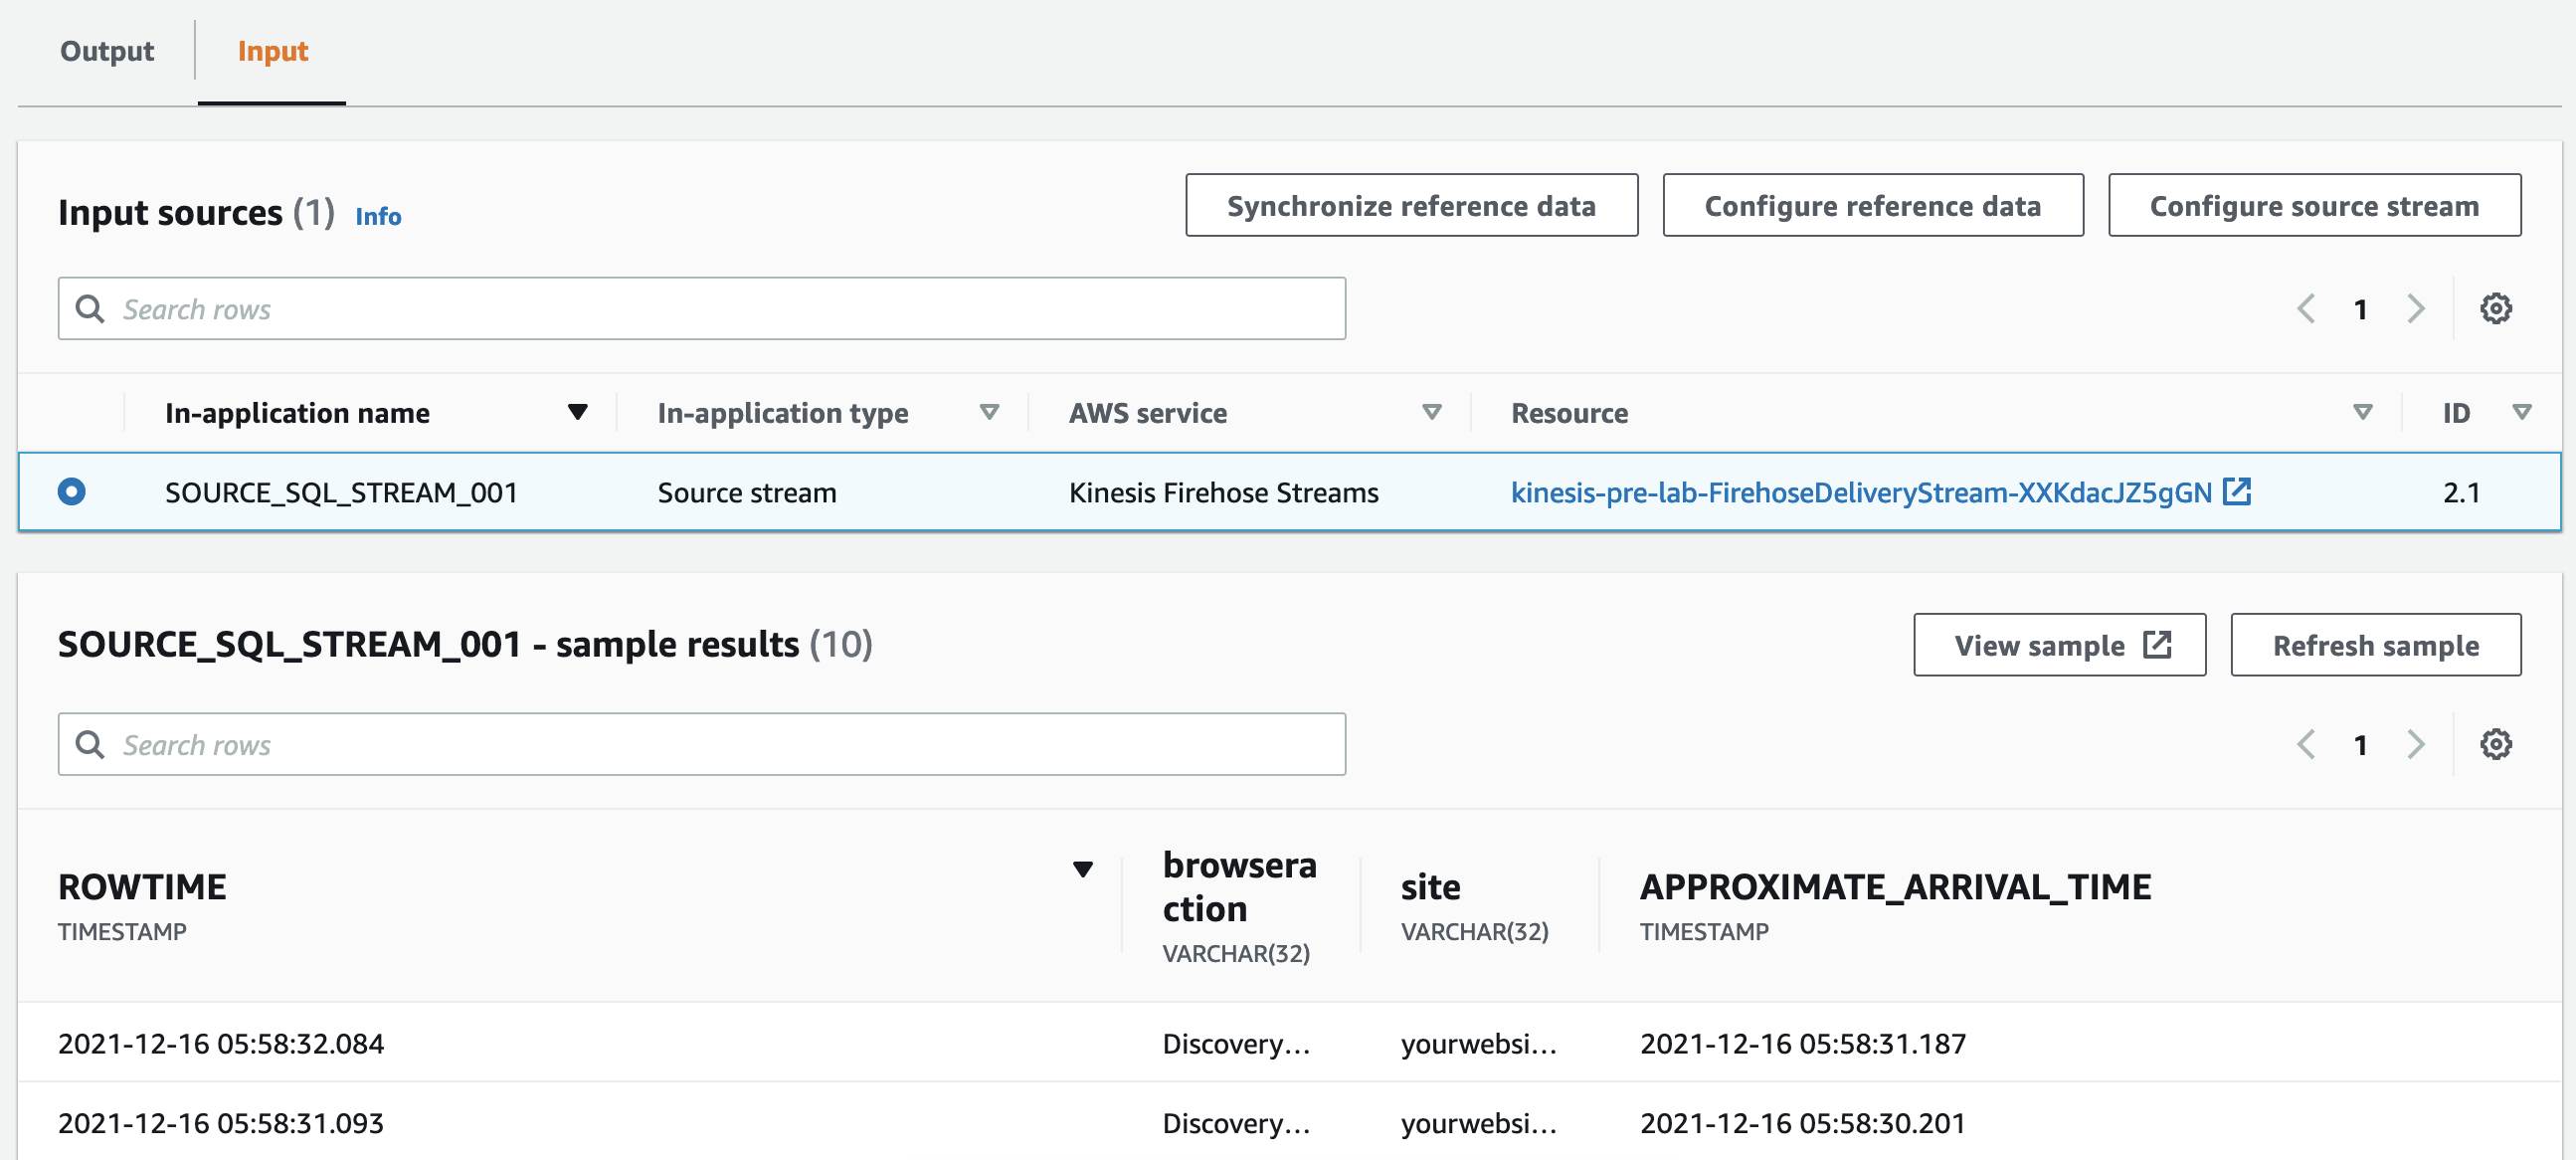 Output Input
Input sources (1) Info Synchronize reference data Configure reference data Configure source stream
Search rows 1
In-application name In-application type AWS service Resource ID
SOURCE_SQL_STREAM_001 Source stream Kinesis Firehose Streams kinesis-pre-lab-FirehoseDeliveryStream-XXKdacJZ5gGN 2.1
SOURCE_SQL_STREAM_001 - sample results (10) View sample Refresh sample
Search rows 1
ROWTIME
TIMESTAMP
browsera
ction
VARCHAR(32)
site
VARCHAR(32)
APPROXIMATE_ARRIVAL_TIME
TIMESTAMP
2021-12-16 05:58:32.084 Discovery... yourwebsi... 2021-12-16 05:58:31.187
2021-12-16 05:58:31.093 Discovery... yourwebsi... 2021-12-16 05:58:30.201